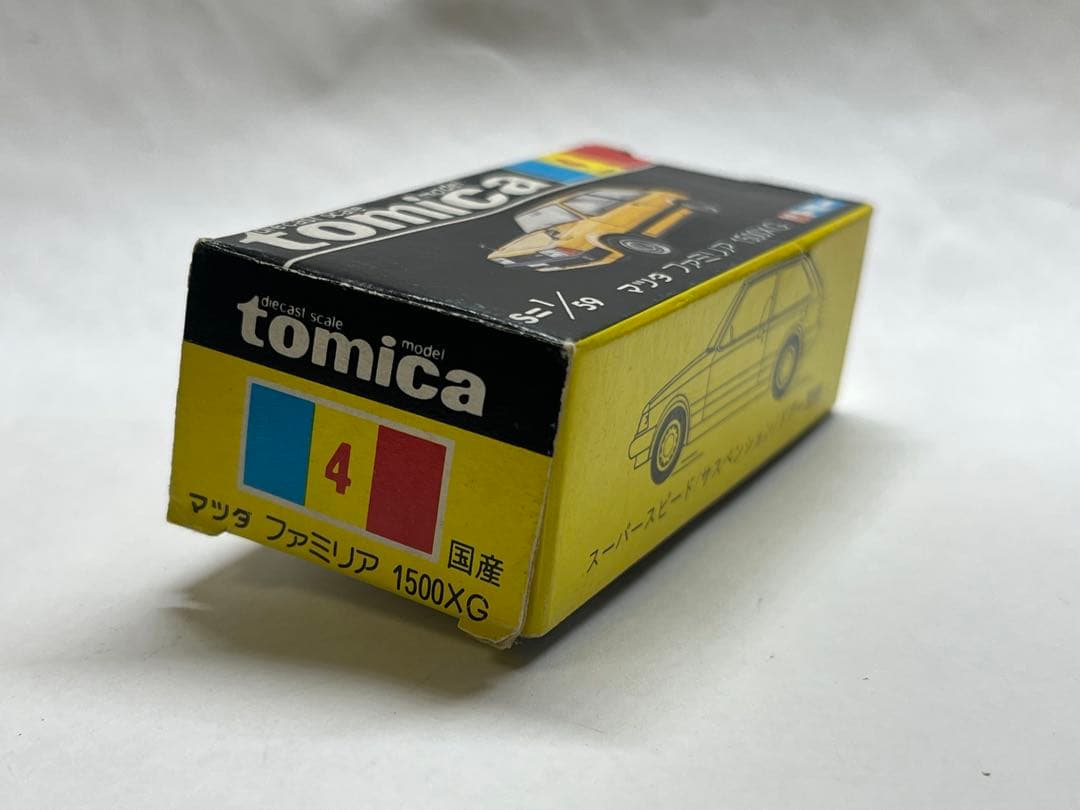 diecast scale model
tomica
S=1/59 マツダ ファミリア 1500XG
diecast scale model
tomica
4
マツダ ファミリア 1500XG
国産
スーパースピード/サスペンション/